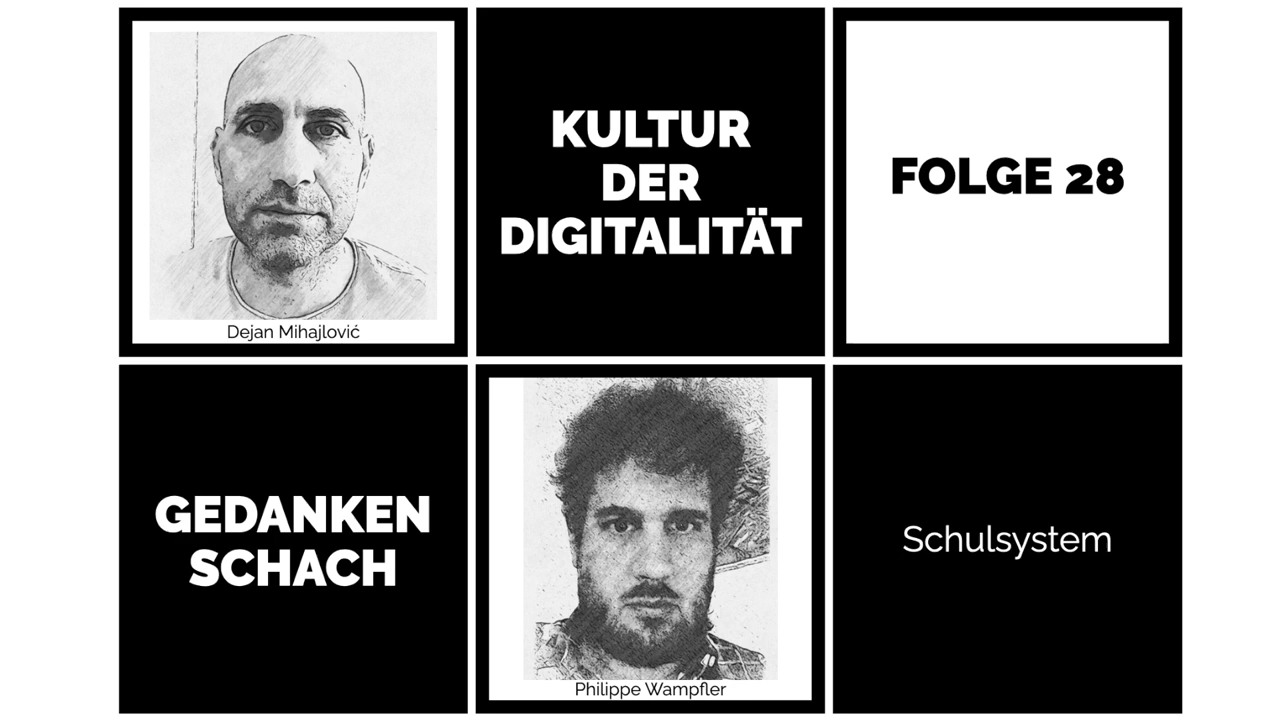 Dejan Mihajlović
KULTUR
DER
DIGITALITÄT
FOLGE 28
GEDANKEN
SCHACH
Philippe Wampfler
Schulsystem